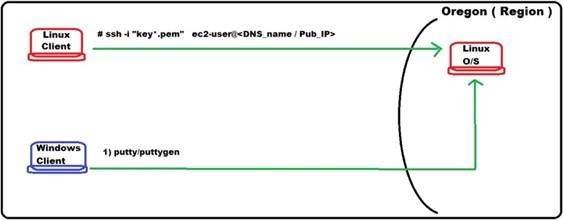 Oregon ( Region )
Linux
Client
# ssh -i "key*.pem" ec2-user@<DNS_name / Pub_IP>
Linux
O/S
Windows
Client
1) putty/puttygen